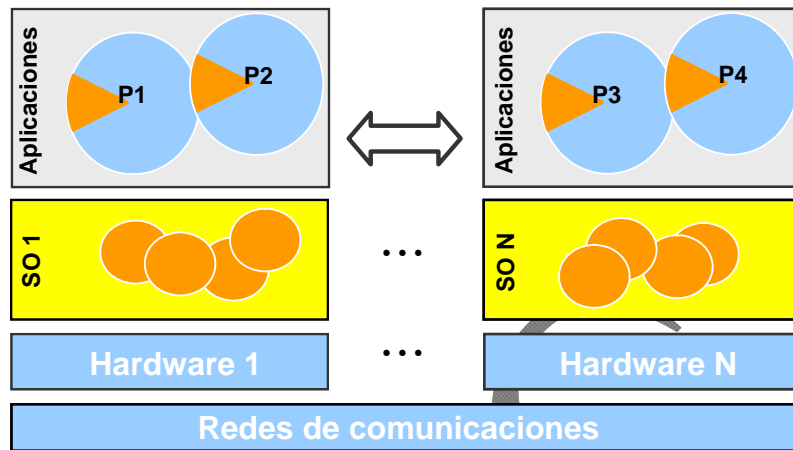 Aplicaciones
P1
P2
Aplicaciones
P3
P4
SO 1
...
SO N
Hardware 1
...
Hardware N
Redes de comunicaciones